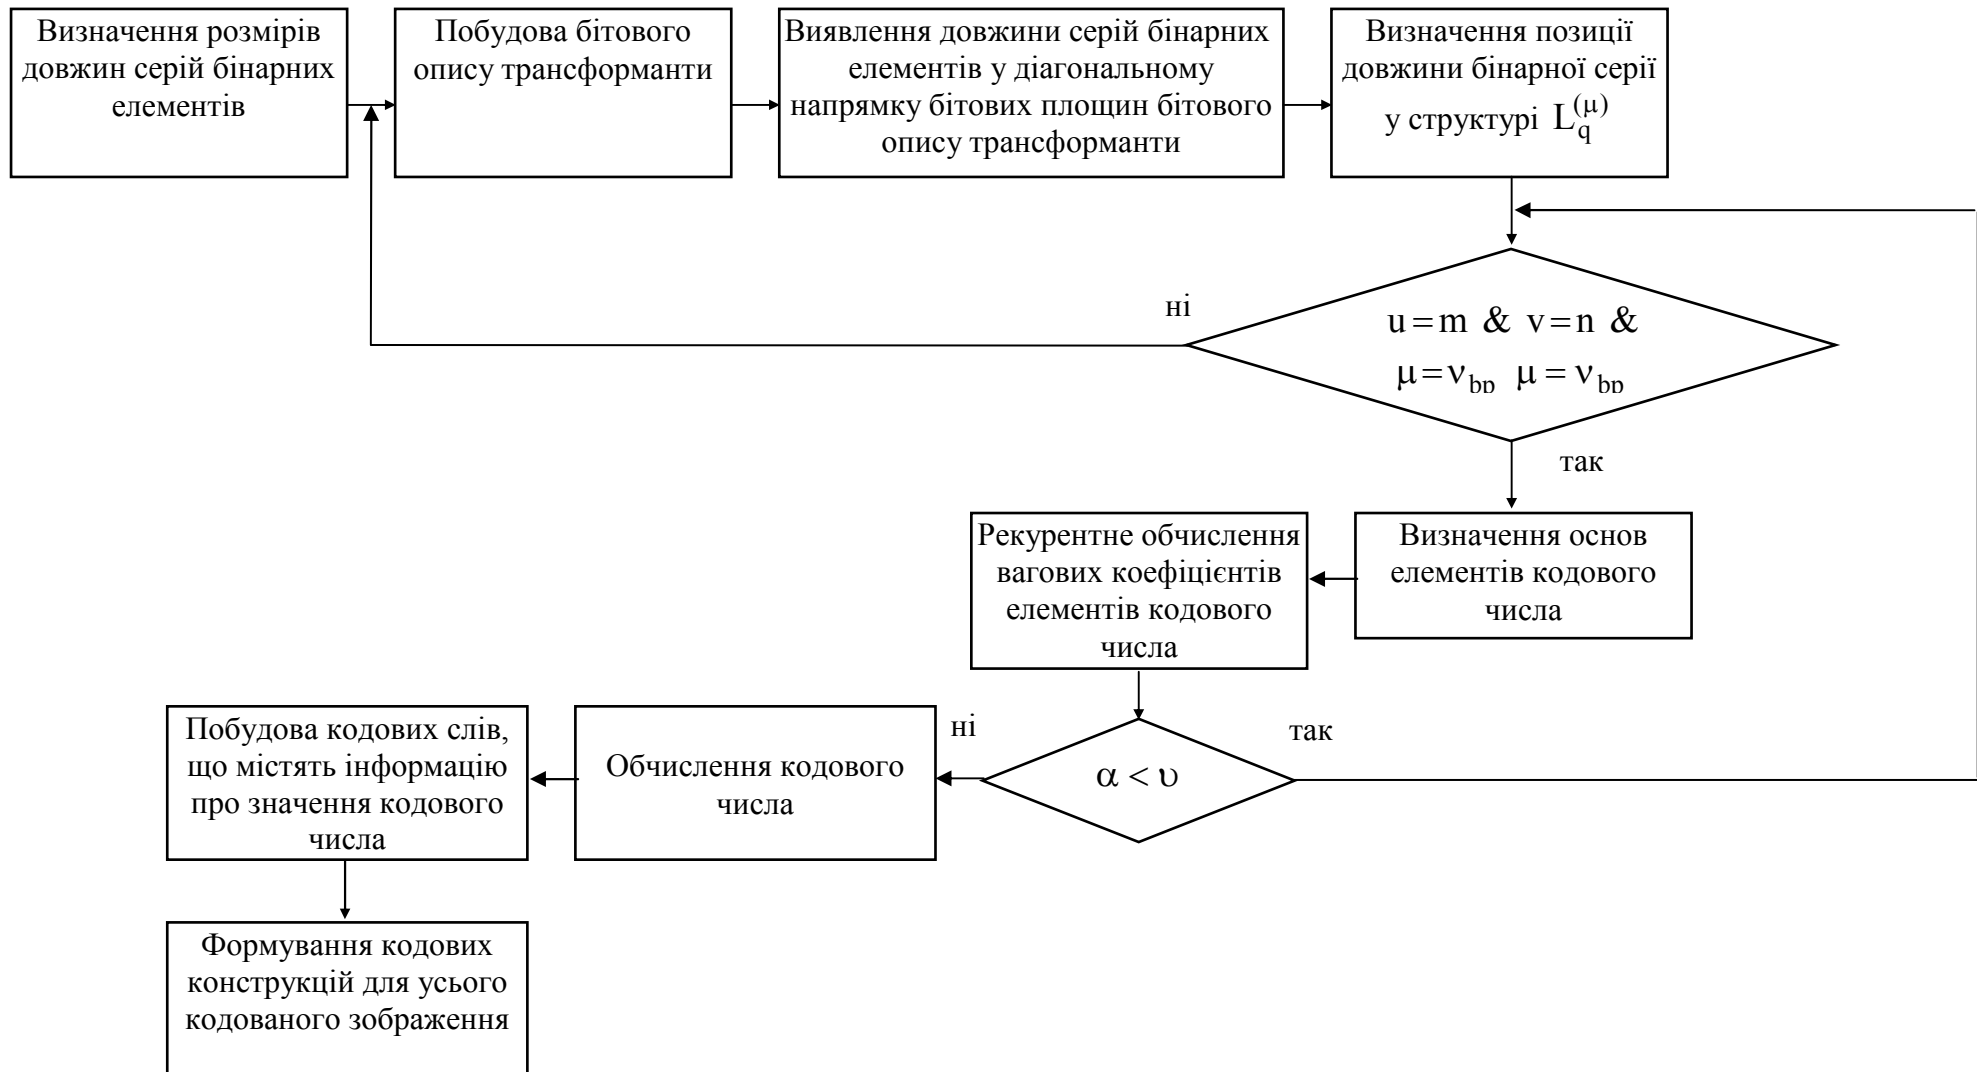 Визначення розмірів
довжин серій бінарних
елементів
Побудова бітового
опису трансформанти
Виявлення довжини серій бінарних
елементів у діагональному
напрямку бітових площин бітового
опису трансформанти
Визначення позиції
довжини бінарної серії
у структурі L_q^(μ)
ні
u=m & v=n &
μ=ν_bp μ=ν_bp
так
Рекурентне обчислення
вагових коефіцієнтів
елементів кодового
числа
Визначення основ
елементів кодового
числа
Побудова кодових слів,
що містять інформацію
про значення кодового
числа
Обчислення кодового
числа
ні
α < υ
так
Формування кодових
конструкцій для усього
кодованого зображення